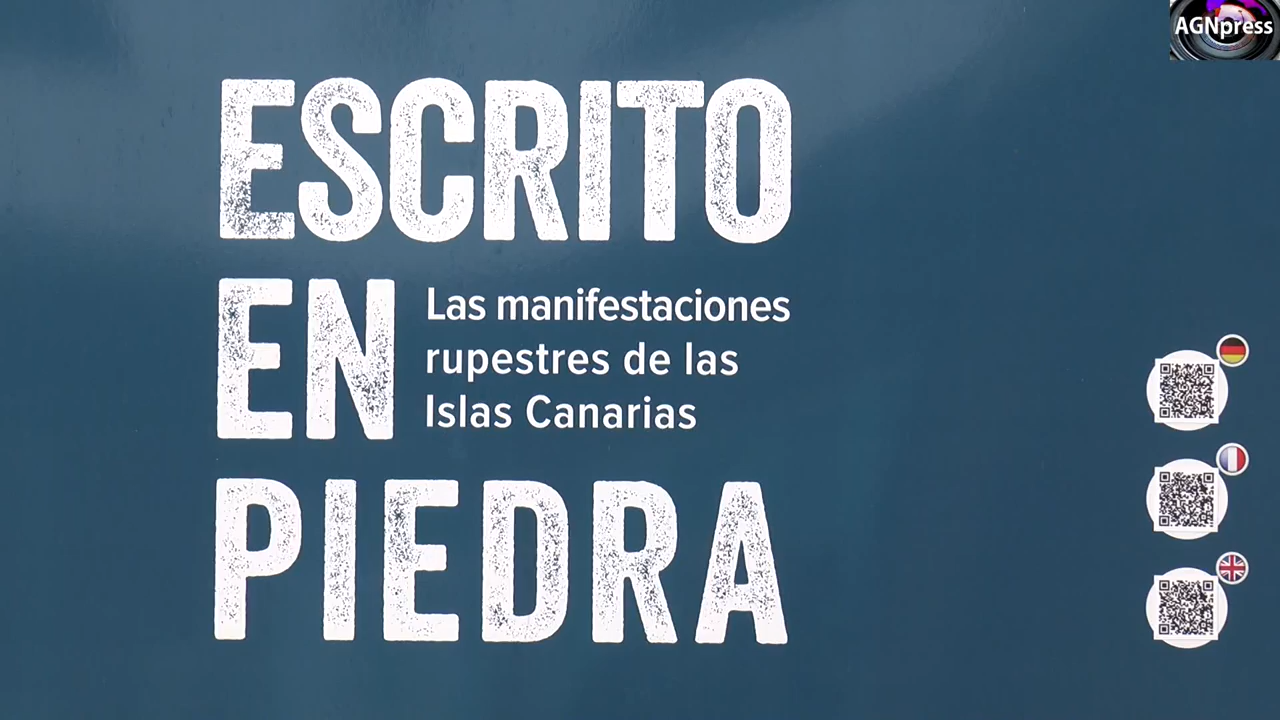 AGNpress
ESCRITO
EN
Las manifestaciones
rupestres de las
Islas Canarias
PIEDRA